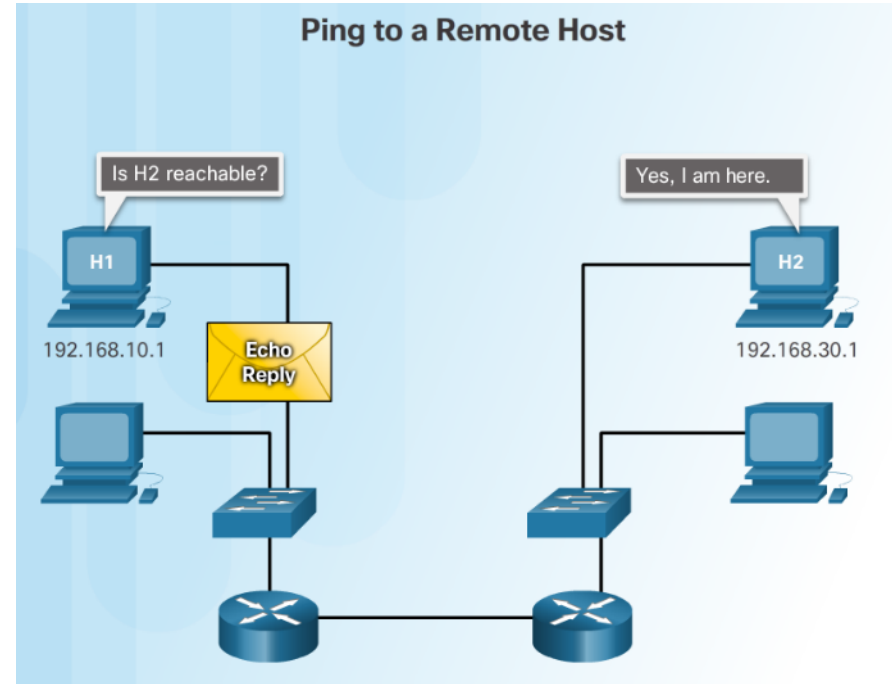 Ping to a Remote Host
Is H2 reachable?
Yes, I am here.
H1
H2
192.168.10.1
Echo
Reply
192.168.30.1